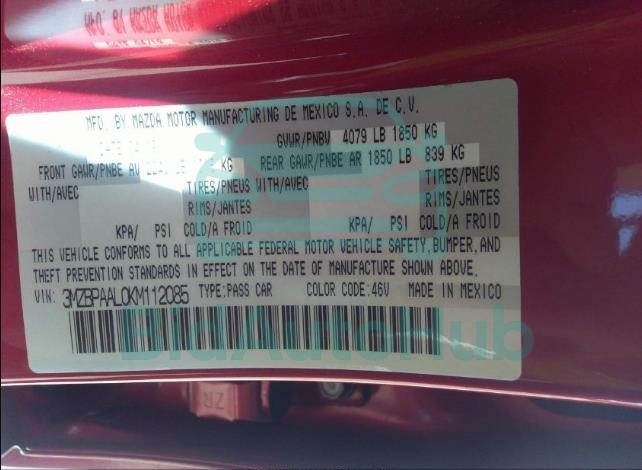 MFD. BY MAZDA MOTOR MANUFACTURING DE MEXICO S.A. DE C.V.
GVWR/PNBV 4079 LB 1850 KG
FRONT GAWR/PNBE AV KG REAR GAWR/PNBE AR 1850 LB 839 KG
WITH/AVEC TIRES/PNEUS WITH/AVEC TIRES/PNEUS
RIMS/JANTES RIMS/JANTES
KPA/ PSI COLD/A FROID KPA/ PSI COLD/A FROID
THIS VEHICLE CONFORMS TO ALL APPLICABLE FEDERAL MOTOR VEHICLE SAFETY, BUMPER, AND
THEFT PREVENTION STANDARDS IN EFFECT ON THE DATE OF MANUFACTURE SHOWN ABOVE.
VIN: 3MZBPAAL0KM112085 TYPE:PASS CAR COLOR CODE:46V MADE IN MEXICO
BidAutoHub
ZR